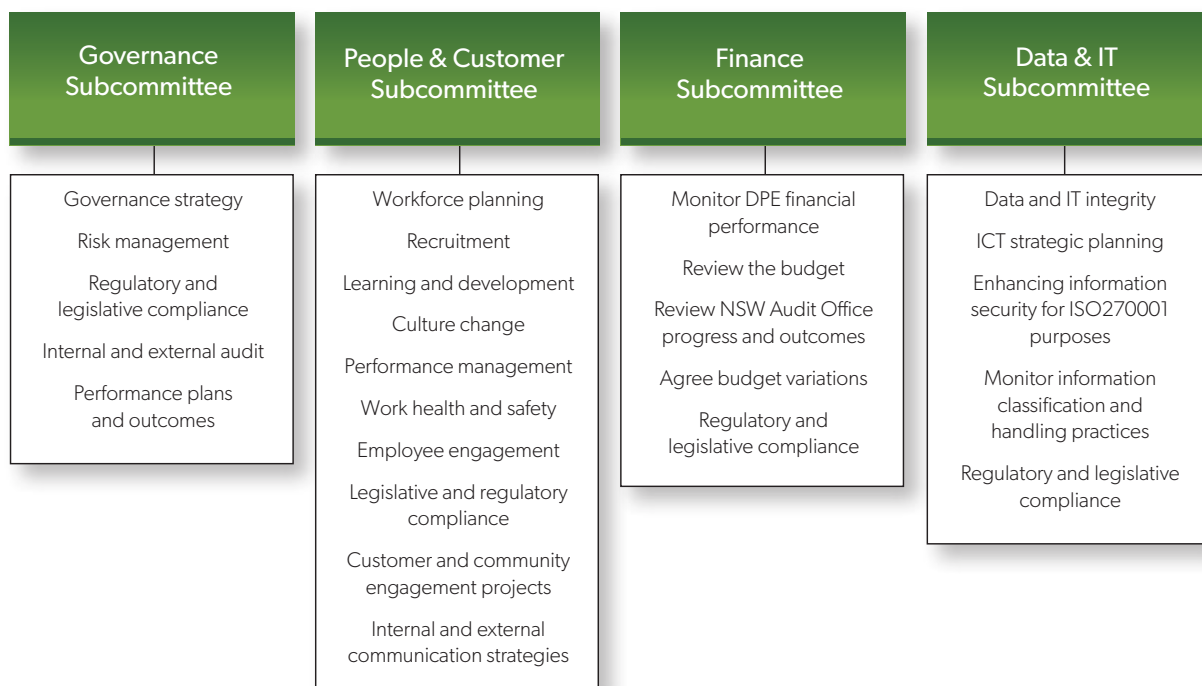 Governance
Subcommittee
Governance strategy
Risk management
Regulatory and
legislative compliance
Internal and external audit
Performance plans
and outcomes
People & Customer
Subcommittee
Workforce planning
Recruitment
Learning and development
Culture change
Performance management
Work health and safety
Employee engagement
Legislative and regulatory
compliance
Customer and community
engagement projects
Internal and external
communication strategies
Finance
Subcommittee
Monitor DPE financial
performance
Review the budget
Review NSW Audit Office
progress and outcomes
Agree budget variations
Regulatory and
legislative compliance
Data & IT
Subcommittee
Data and IT integrity
ICT strategic planning
Enhancing information
security for ISO270001
purposes
Monitor information
classification and
handling practices
Regulatory and legislative
compliance